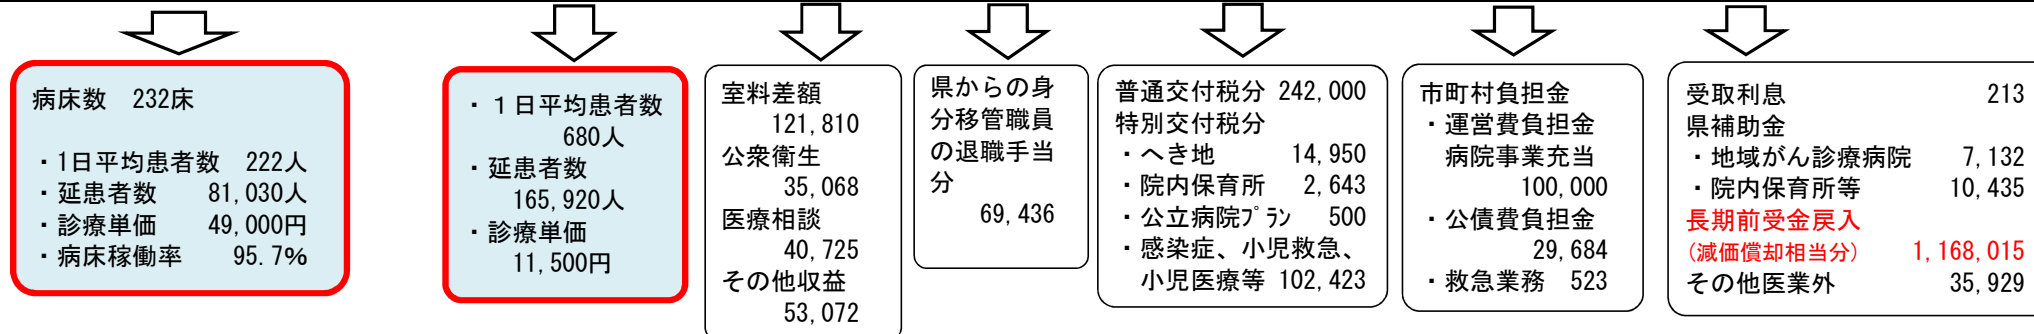 病床数 232床
・1日平均患者数 222人
・延患者数 81,030人
・診療単価 49,000円
・病床稼働率 95.7%
・１日平均患者数
680人
・延患者数
165,920人
・診療単価
11,500円
室料差額
121,810
公衆衛生
35,068
医療相談
40,725
その他収益
53,072
県からの身
分移管職員
の退職手当
分
69,436
普通交付税分 242,000
特別交付税分
・へき地 14,950
・院内保育所 2,643
・公立病院ﾌﾟﾗﾝ 500
・感染症、小児救急、
小児医療等 102,423
市町村負担金
・運営費負担金
病院事業充当
100,000
・公債費負担金
29,684
・救急業務 523
受取利息 213
県補助金
・地域がん診療病院 7,132
・院内保育所等 10,435
長期前受金戻入
(減価償却相当分) 1,168,015
その他医業外 35,929